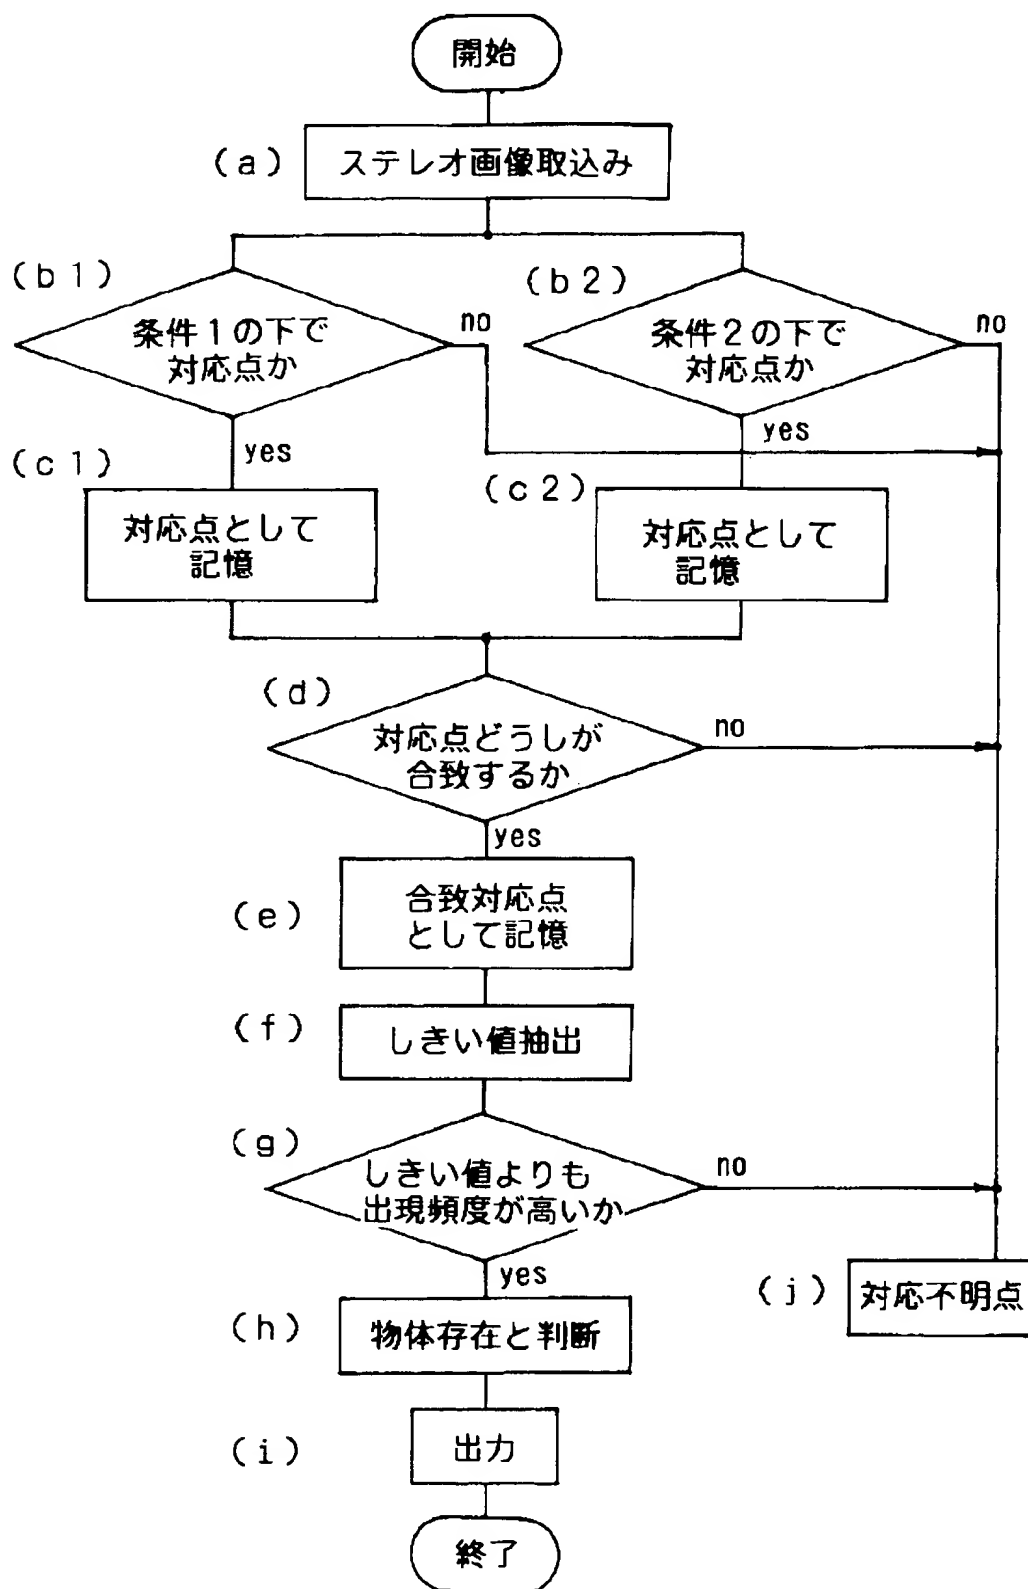 開始
(a)
ステレオ画像取込み
(b1)
条件1の下で
対応点か
no
(b2)
条件2の下で
対応点か
no
yes
yes
(c1)
対応点として
記憶
(c2)
対応点として
記憶
(d)
対応点どうしが
合致するか
no
yes
(e)
合致対応点
として記憶
(f)
しきい値抽出
(g)
しきい値よりも
出現頻度が高いか
no
yes
(h)
物体存在と判断
(j)
対応不明点
(i)
出力
終了